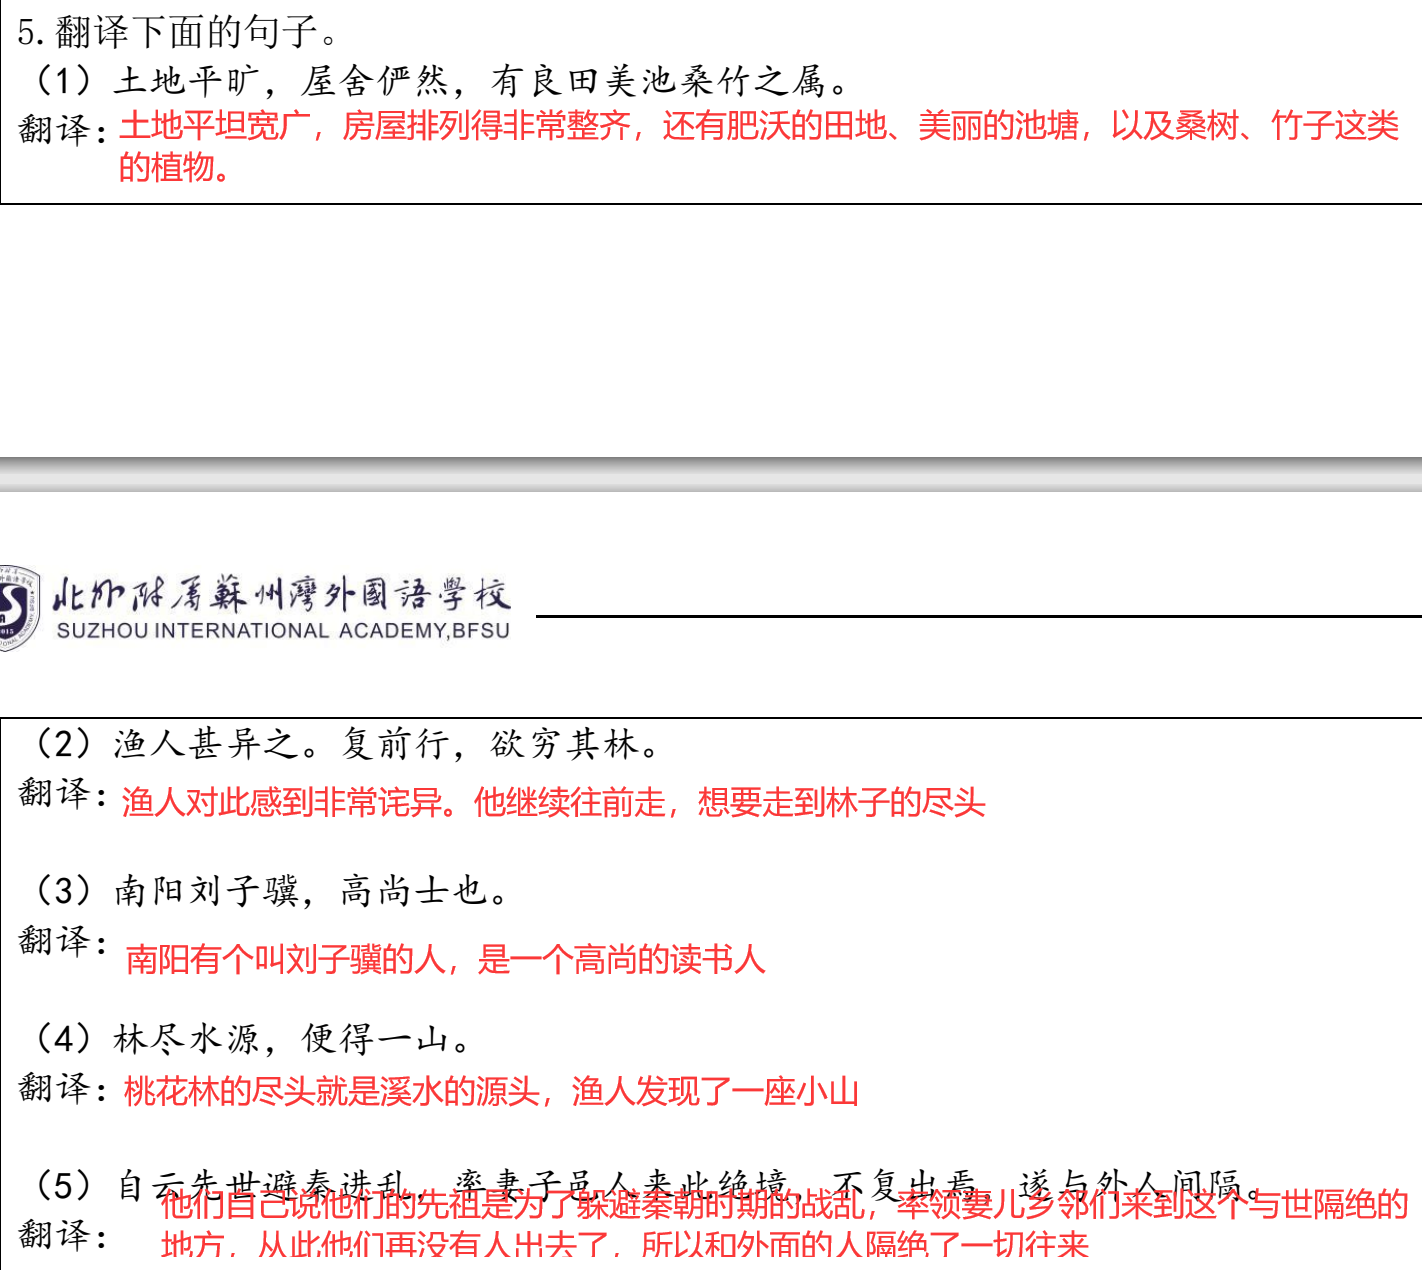 5.翻译下面的句子。
（1）土地平旷，屋舍俨然，有良田美池桑竹之属。
翻译：土地平坦宽广，房屋排列得非常整齐，还有肥沃的田地、美丽的池塘，以及桑树、竹子这类
的植物。
北外附属蘇州灣外國語學校
SUZHOU INTERNATIONAL ACADEMY,BFSU
（2）渔人甚异之。复前行，欲穷其林。
翻译：渔人对此感到非常诧异。他继续往前走，想要走到林子的尽头
（3）南阳刘子骥，高尚士也。
翻译：南阳有个叫刘子骥的人，是一个高尚的读书人
（4）林尽水源，便得一山。
翻译：桃花林的尽头就是溪水的源头，渔人发现了一座小山
（5）自云先世避秦进乱，率妻子邑人来此绝境，不复出焉。遂与外人间隔。
他们自己说他们的先祖是为了躲避秦朝时期的战乱，率领妻儿乡邻们来到这个与世隔绝的
翻译：地方，从此他们再没有人出去了，所以和外面的人隔绝了一切往来